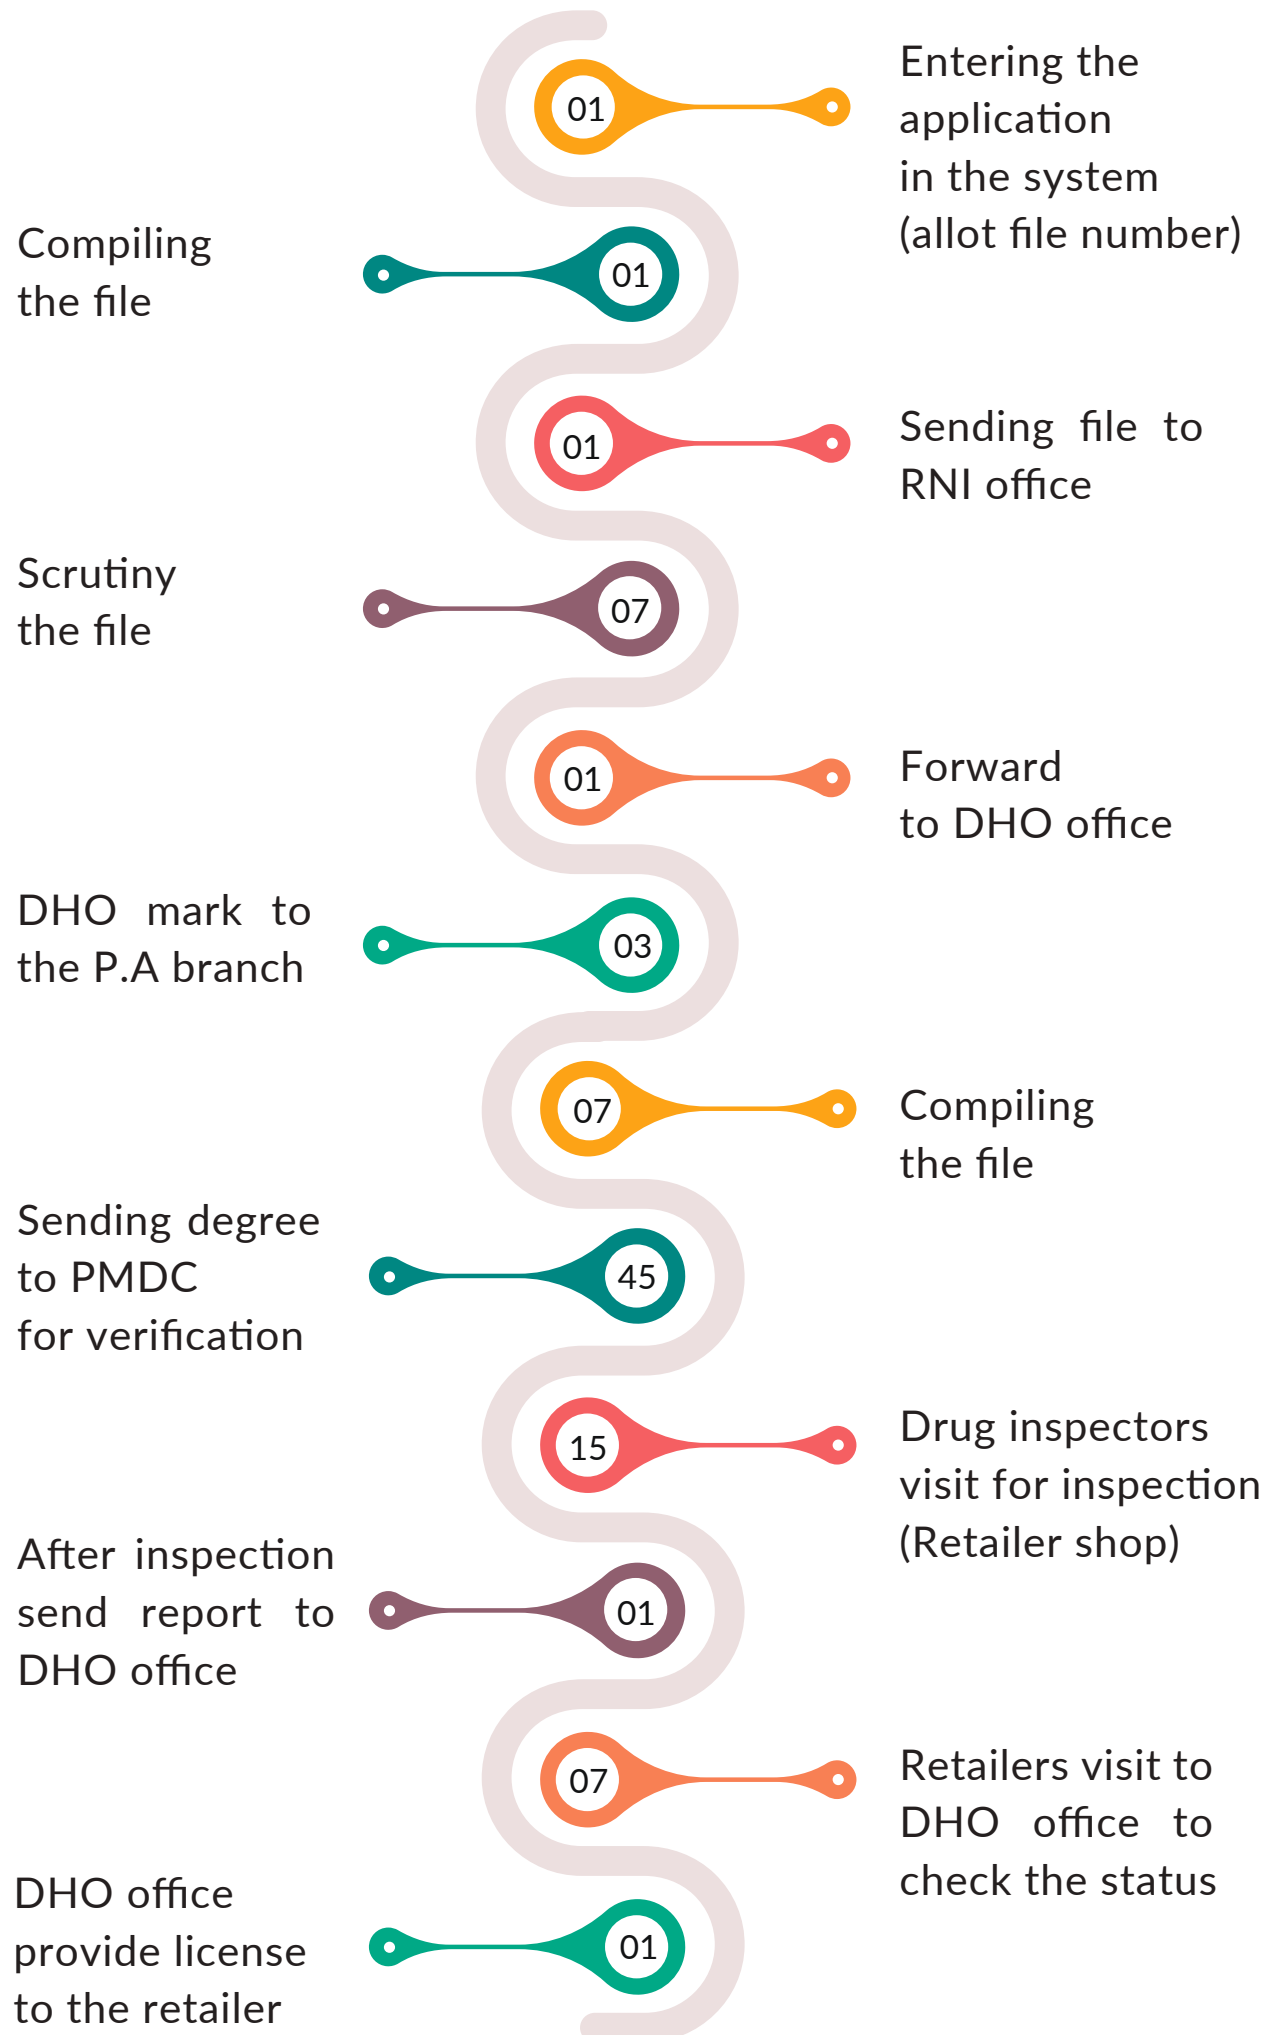 01
Entering the
application
in the system
(allot file number)
Compiling
the file
01
01
Sending file to
RNI office
Scrutiny
the file
07
01
Forward
to DHO office
DHO mark to
the P.A branch
03
07
Compiling
the file
Sending degree
to PMDC
for verification
45
15
Drug inspectors
visit for inspection
(Retailer shop)
After inspection
send report to
DHO office
01
07
Retailers visit to
DHO office to
check the status
DHO office
provide license
to the retailer
01